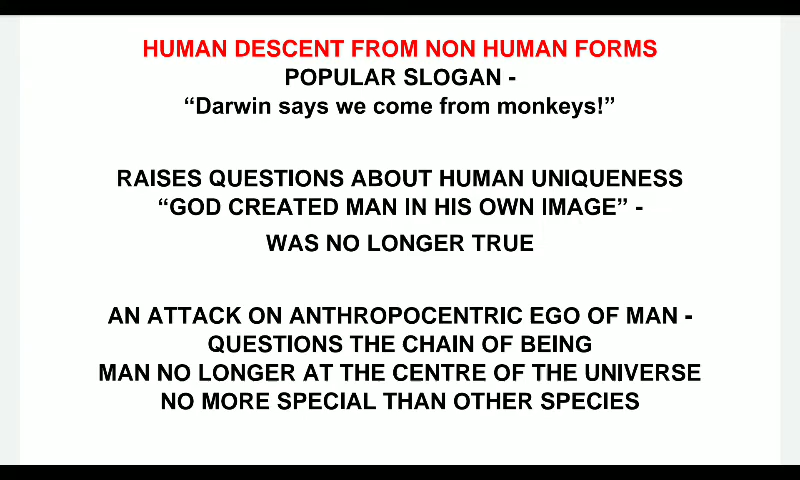 HUMAN DESCENT FROM NON HUMAN FORMS
POPULAR SLOGAN -
“Darwin says we come from monkeys!”
RAISES QUESTIONS ABOUT HUMAN UNIQUENESS
“GOD CREATED MAN IN HIS OWN IMAGE” -
WAS NO LONGER TRUE
AN ATTACK ON ANTHROPOCENTRIC EGO OF MAN -
QUESTIONS THE CHAIN OF BEING
MAN NO LONGER AT THE CENTRE OF THE UNIVERSE
NO MORE SPECIAL THAN OTHER SPECIES